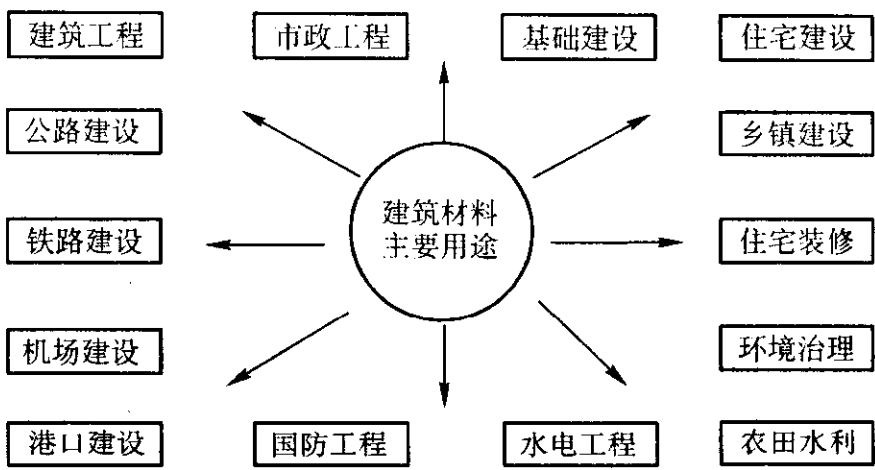 建筑工程
市政工程
基础建设
住宅建设
公路建设
乡镇建设
建筑材料
主要用途
铁路建设
住宅装修
机场建设
环境治理
港口建设
国防工程
水电工程
农田水利